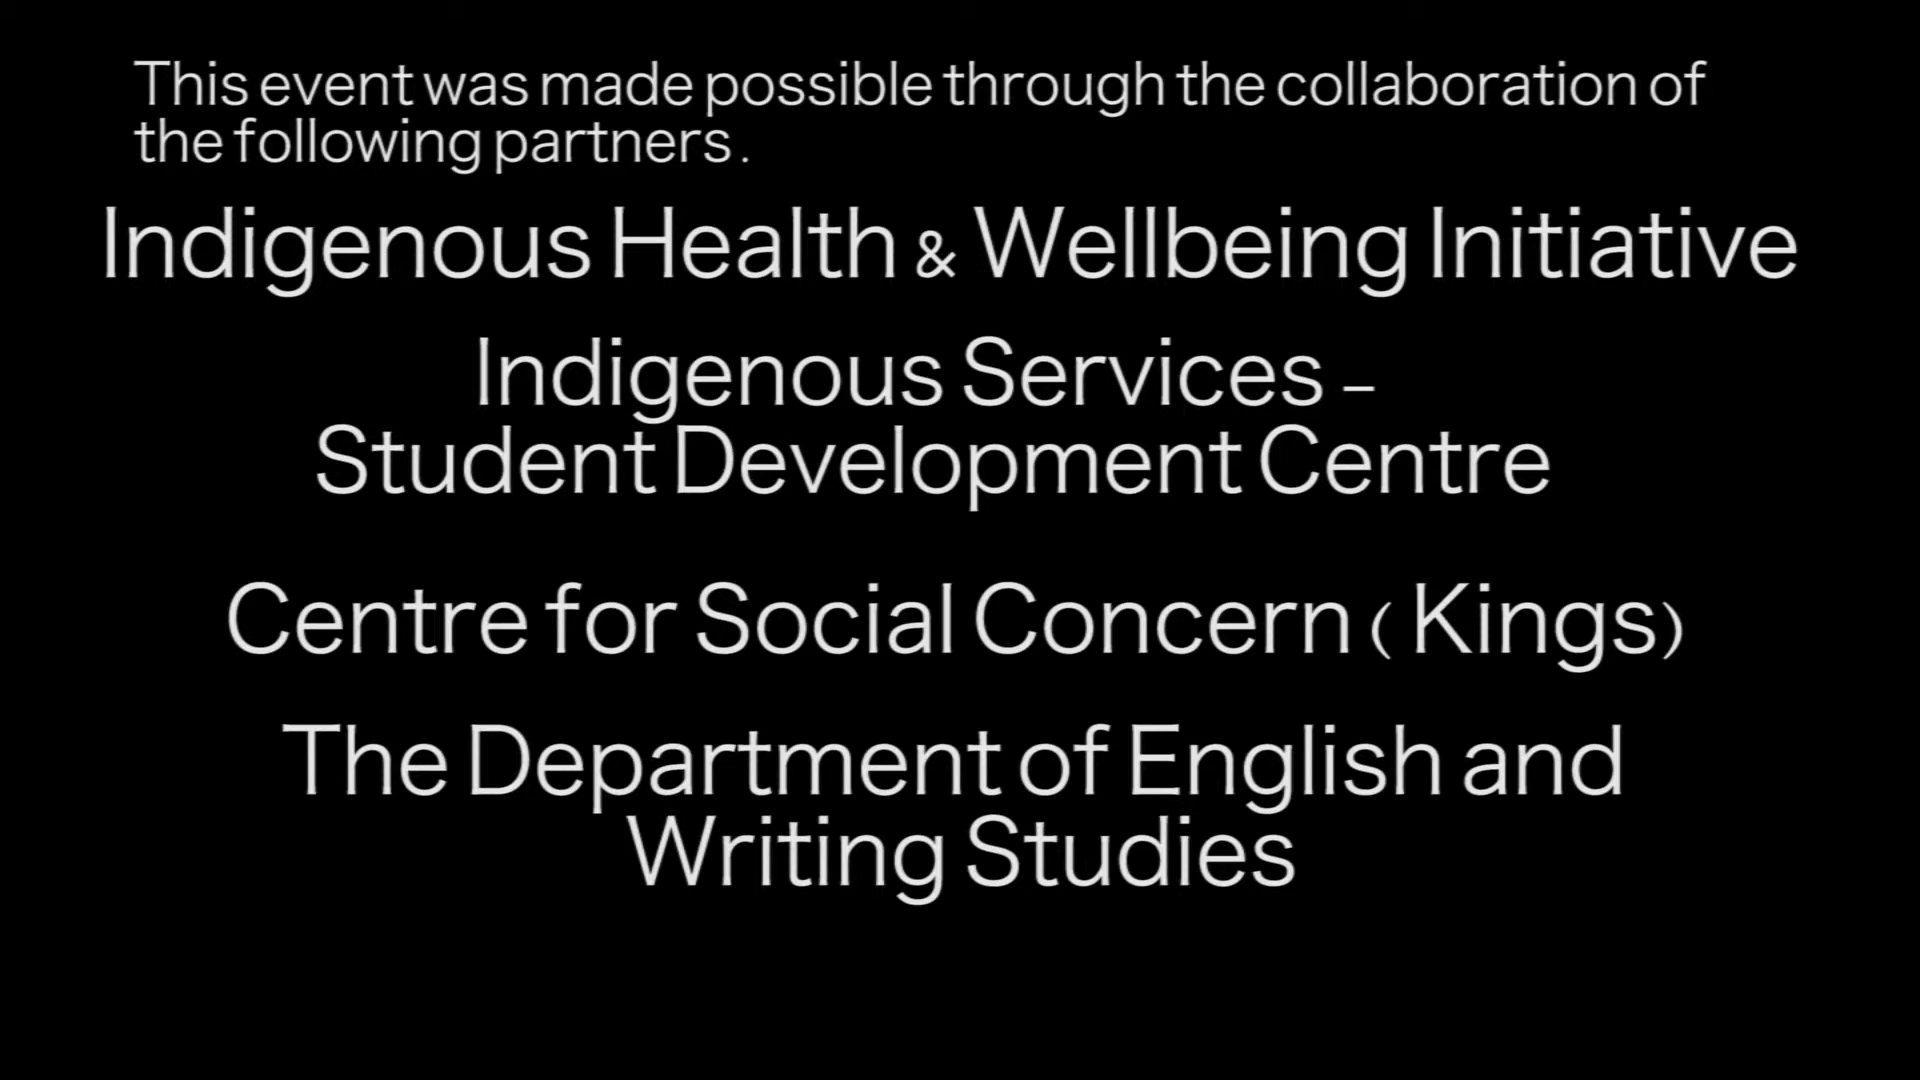 This event was made possible through the collaboration of
the following partners.
Indigenous Health & Wellbeing Initiative
Indigenous Services -
Student Development Centre
Centre for Social Concern (Kings)
The Department of English and
Writing Studies